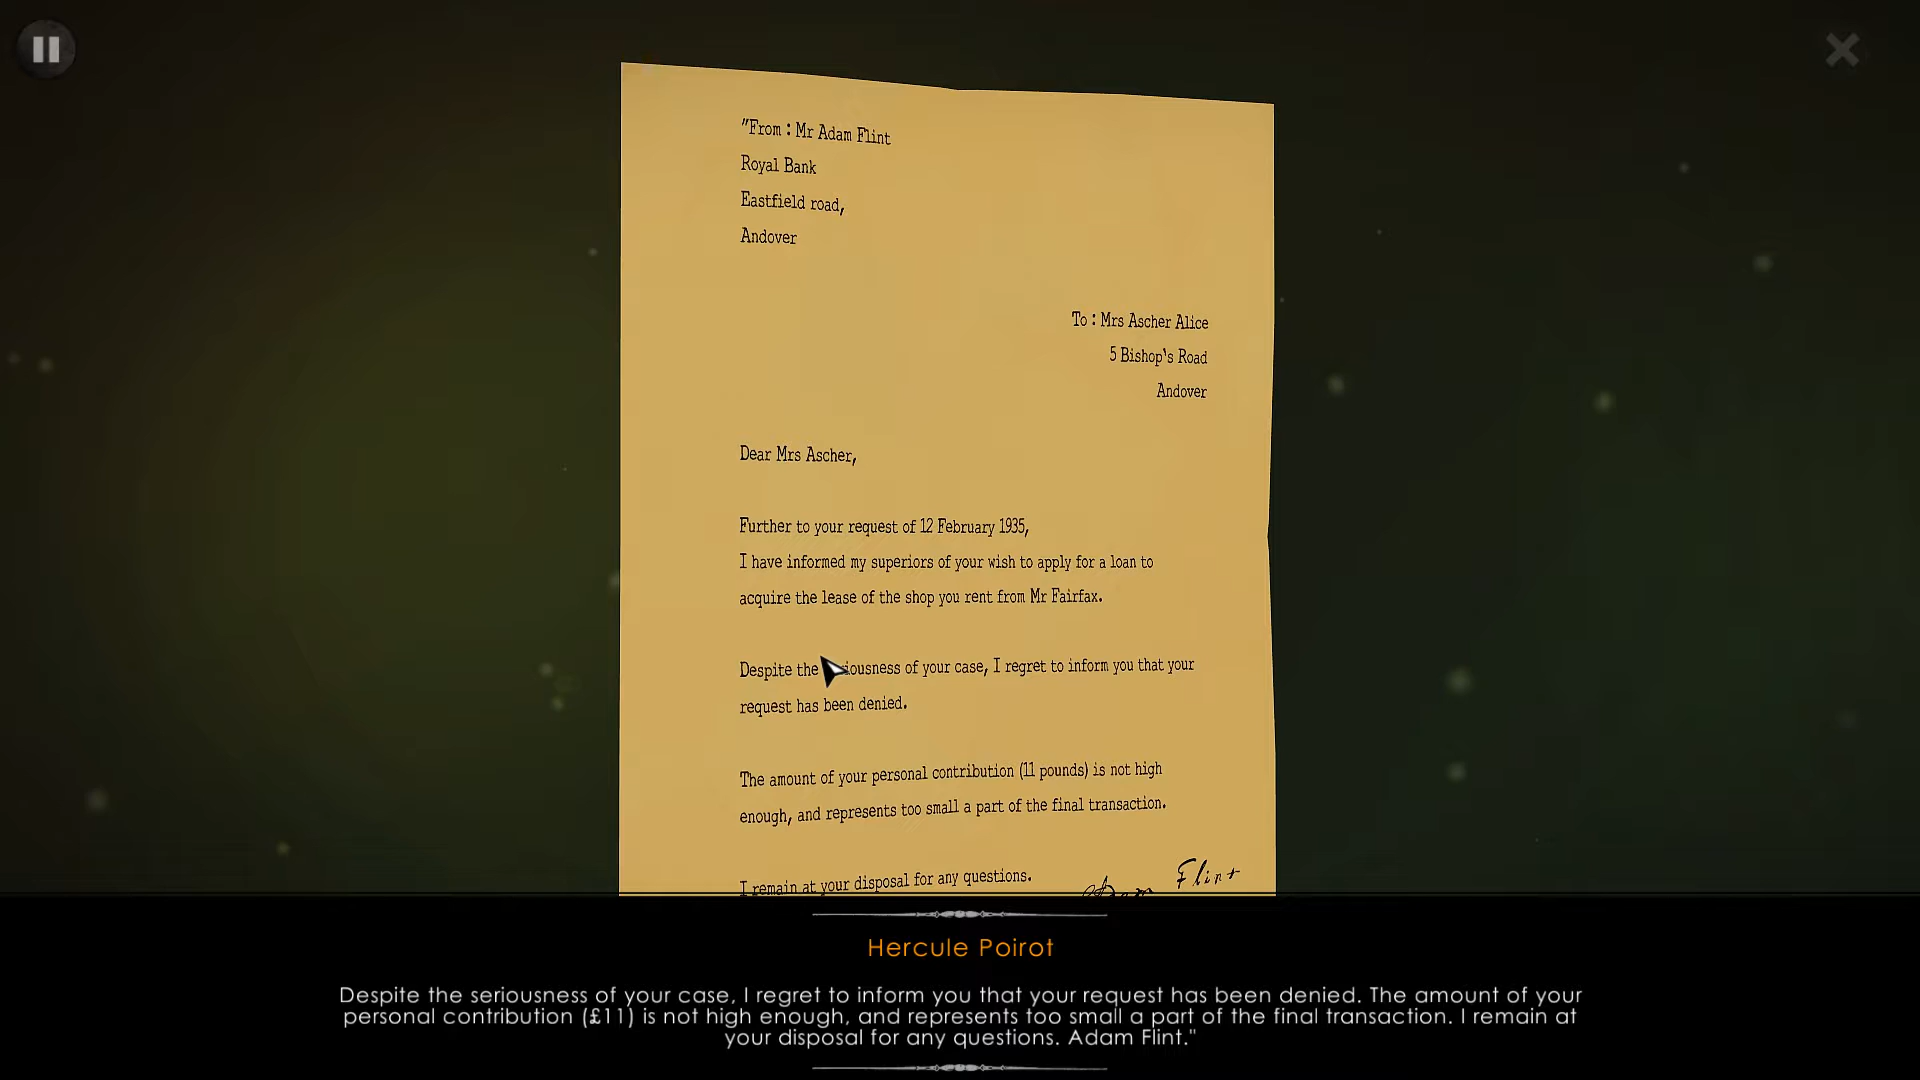 "From : Mr Adam Flint
Royal Bank
Eastfield road,
Andover
To : Mrs Ascher Alice
5 Bishop's Road
Andover
Dear Mrs Ascher,
Further to your request of 12 February 1935,
I have informed my superiors of your wish to apply for a loan to
acquire the lease of the shop you rent from Mr Fairfax.
Despite the of your case, I regret to inform you that your
request has been denied.
The amount of your personal contribution (11 pounds) is not high
enough, and represents too small a part of the final transaction.
I remain at your disposal for any questions.
Adam Flint
Hercule Poirot
Despite the seriousness of your case, I regret to inform you that your request has been denied. The amount of your
personal contribution (£11) is not high enough, and represents too small a part of the final transaction. I remain at
your disposal for any questions. Adam Flint."